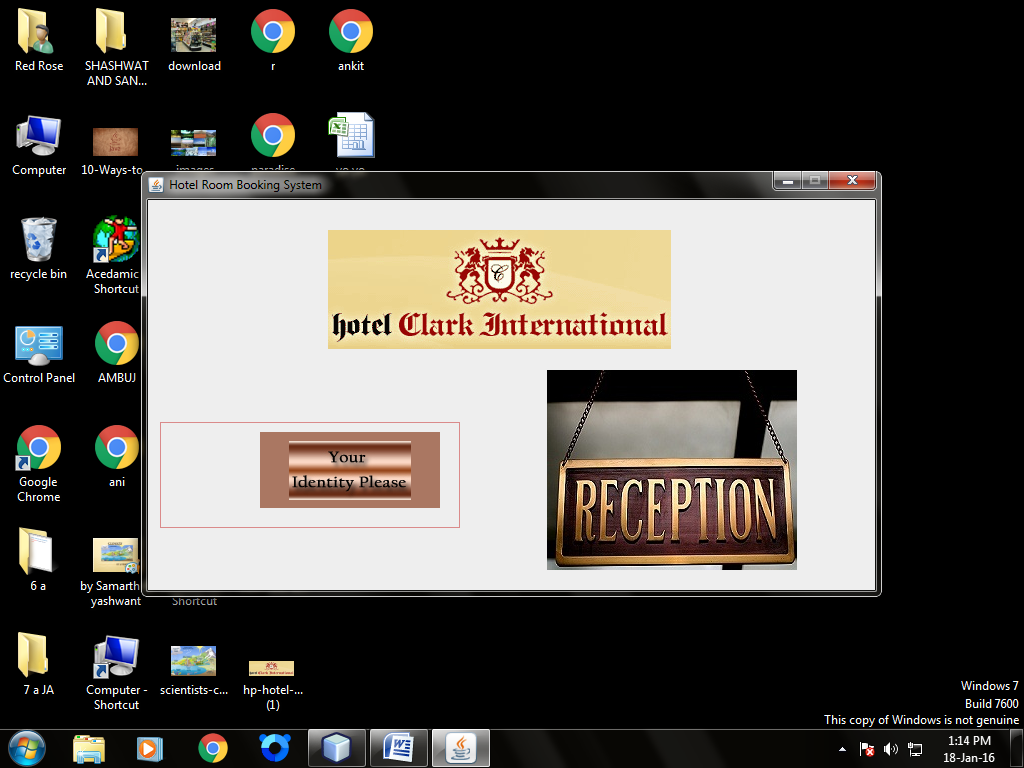 Red Rose
SHASHWAT
AND SAN...
download
r
ankit
Computer
10-Ways-to
recycle bin
Acedamic
Shortcut
Control Panel
AMBUJ
Google
Chrome
ani
6 a
by Samarth
yashwant
Shortcut
7 a JA
Computer -
Shortcut
scientists-c...
hp-hotel-...
(1)
Hotel Room Booking System
C
hotel Clark International
Your
Identity Please
RECEPTION
Windows 7
Build 7600
This copy of Windows is not genuine
1:14 PM
18-Jan-16